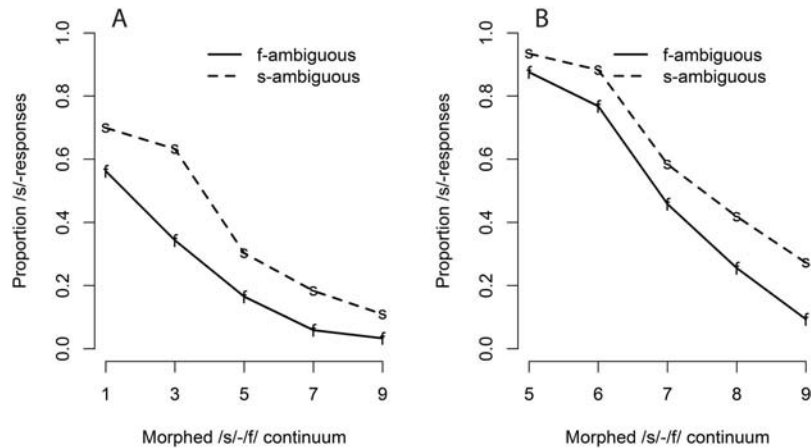 A
f-ambiguous
s-ambiguous
Proportion /s/-responses
1.0
0.8
0.6
0.4
0.2
0.0
s
s
s
s
s
f
f
f
f
f
1 3 5 7 9
Morphed /s/-/f/ continuum
B
f-ambiguous
s-ambiguous
Proportion /s/-responses
1.0
0.8
0.6
0.4
0.2
0.0
s
s
s
s
s
f
f
f
f
f
5 6 7 8 9
Morphed /s/-/f/ continuum